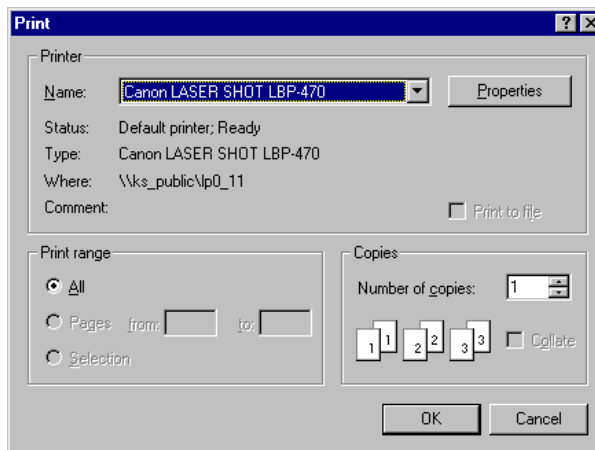 Print
Printer
Name: Canon LASER SHOT LBP-470 Properties
Status: Default printer; Ready
Type: Canon LASER SHOT LBP-470
Where: \\ks_public\lp0_11
Comment: Print to file
Print range
All
Pages from: to:
Selection
Copies
Number of copies: 1
1 1 2 2 3 3 Collate
OK Cancel